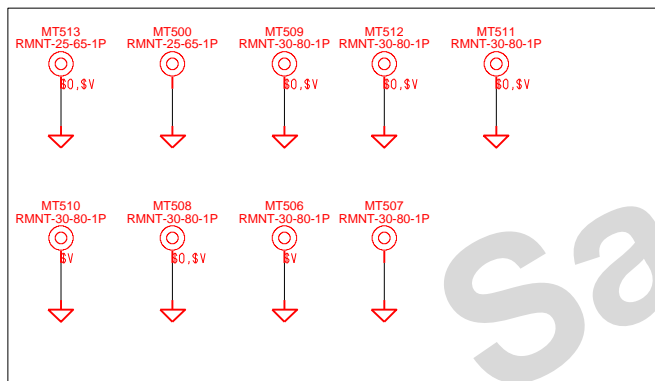 MT513 MT500 MT509 MT512 MT511
RMNT-25-65-1P RMNT-25-65-1P RMNT-30-80-1P RMNT-30-80-1P RMNT-30-80-1P
$0,$V $0,$V $0,$V $0,$V
MT510 MT508 MT506 MT507
RMNT-30-80-1P RMNT-30-80-1P RMNT-30-80-1P RMNT-30-80-1P
$V $0,$V $V
Sa